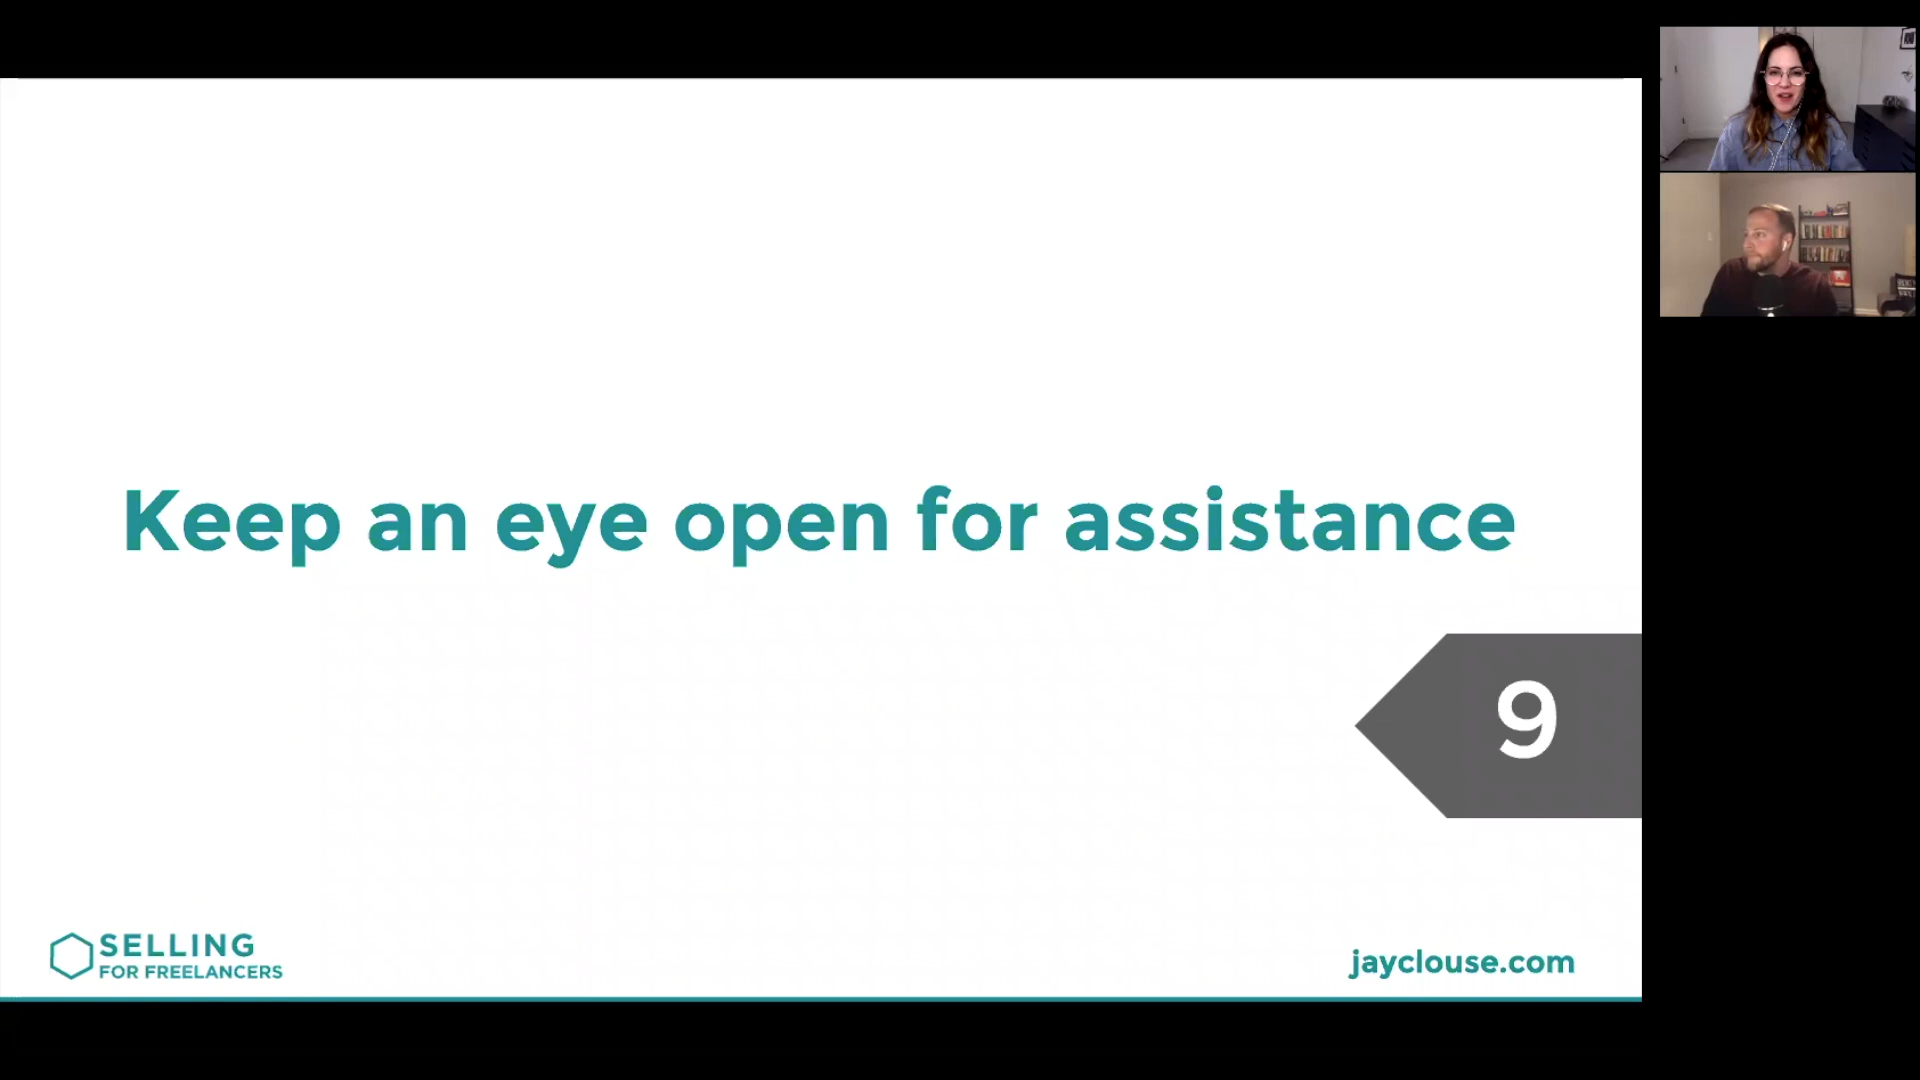 Keep an eye open for assistance
9
SELLING
FOR FREELANCERS
jayclouse.com